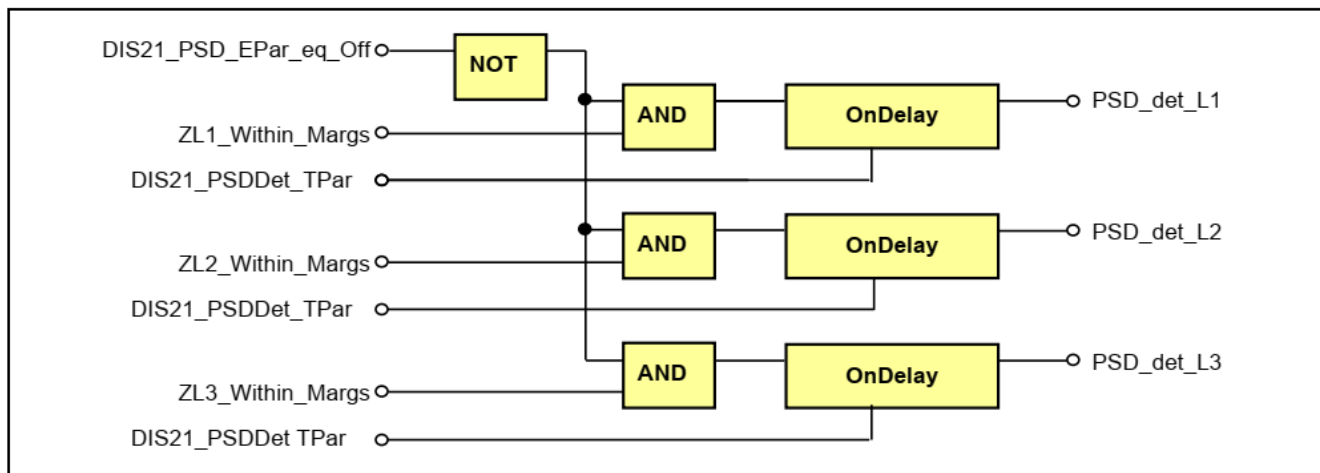 DIS21_PSD_EPar_eq_Off
NOT
AND
OnDelay
PSD_det_L1
ZL1_Within_Margs
DIS21_PSDDet_TPar
AND
OnDelay
PSD_det_L2
ZL2_Within_Margs
DIS21_PSDDet_TPar
AND
OnDelay
PSD_det_L3
ZL3_Within_Margs
DIS21_PSDDet TPar